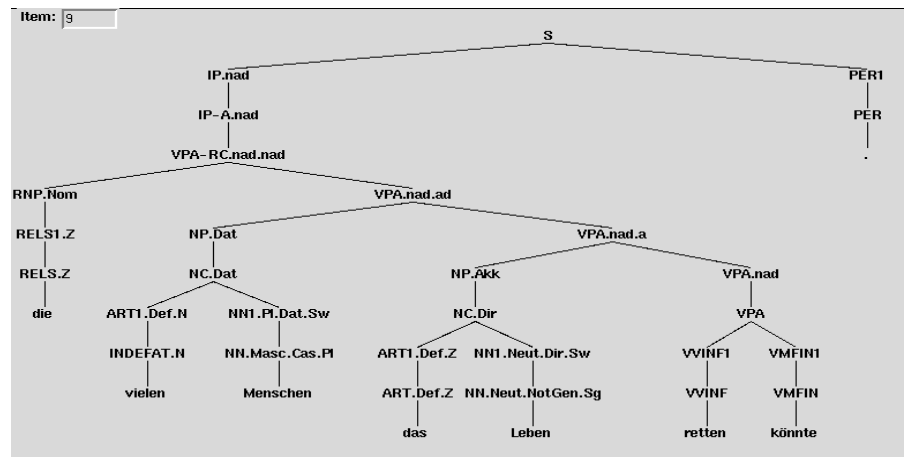 Item: 9
S
IP.nad PER1
IP-A.nad PER
VPA-RC.nad.nad .
RNP.Nom VPA.nad.ad
RELS1.Z NP.Dat VPA.nad.a
RELS.Z NC.Dat NP.Akk VPA.nad
die ART1.Def.N NN1.Pl.Dat.Sw NC.Dir VPA
INDEFAT.N NN.Masc.Cas.Pl ART1.Def.Z NN1.Neut.Dir.Sw VVINF1 VMFIN1
vielen Menschen ART.Def.Z NN.Neut.NotGen.Sg VVINF VMFIN
das Leben retten könnte